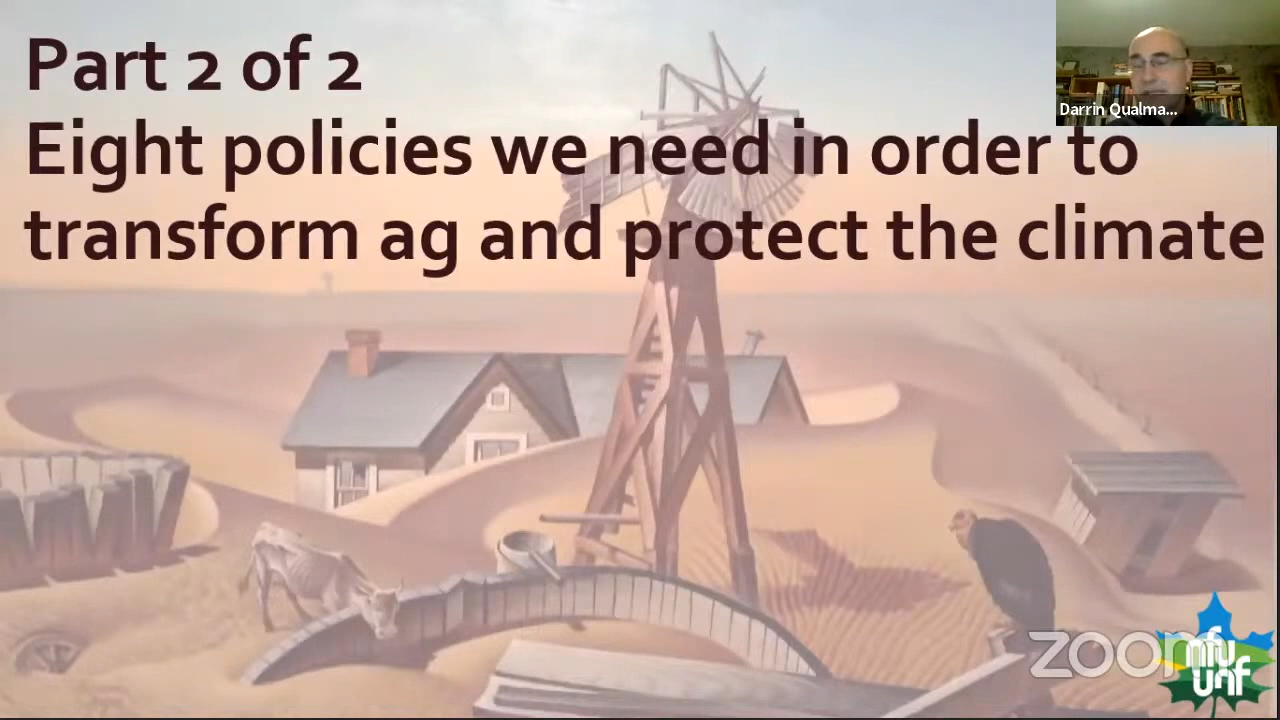 Part 2 of 2
Eight policies we need in order to
transform ag and protect the climate
Darrin Qualma...
zoom
nfu
unf